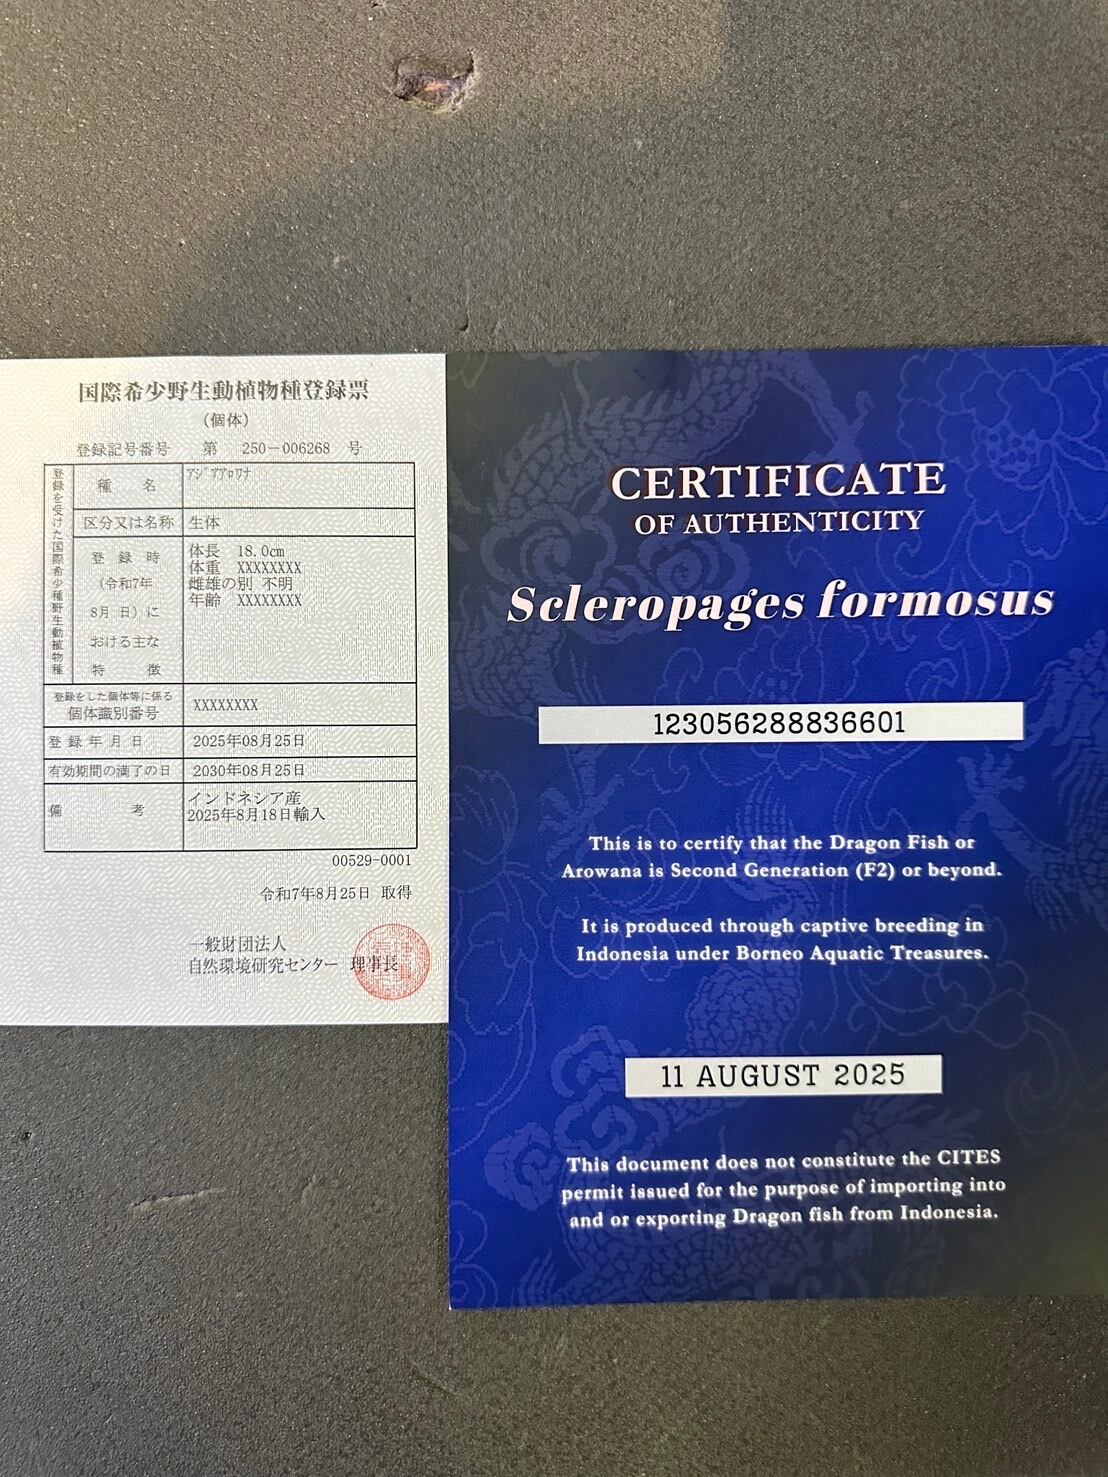 国際希少野生動植物種登録票
(個体)
登録記号番号 第 250－006268 号
登録を受けた国際希少野生動植物種
種 名 ｱｼﾞｱｱﾛﾜﾅ
区分又は名称 生体
登 録 時
(令和7年
8月 日)に
おける主な
特 徴
体長 18.0cm
体重 XXXXXXXX
雌雄の別 不明
年齢 XXXXXXXX
登録をした個体等に係る
個体識別番号 XXXXXXXX
登 録 年 月 日 2025年08月25日
有効期間の満了の日 2030年08月25日
備 考 インドネシア産
2025年8月18日輸入
00529-0001
令和7年8月25日 取得
一般財団法人
自然環境研究センター 理事長
CERTIFICATE
OF AUTHENTICITY
Scleropages formosus
123056288836601
This is to certify that the Dragon Fish or
Arowana is Second Generation (F2) or beyond.
It is produced through captive breeding in
Indonesia under Borneo Aquatic Treasures.
11 AUGUST 2025
This document does not constitute the CITES
permit issued for the purpose of importing into
and or exporting Dragon fish from Indonesia.